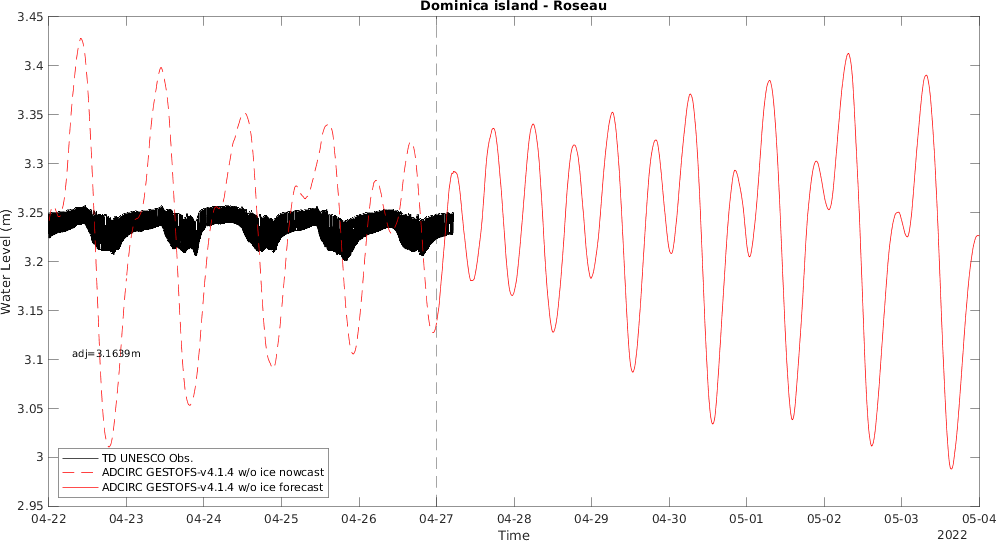 Dominica island - Roseau
3.45
3.4
3.35
3.3
3.25
3.2
3.15
3.1
3.05
3
2.95
Water Level (m)
adj=3.1639m
TD UNESCO Obs.
ADCIRC GESTOFS-v4.1.4 w/o ice nowcast
ADCIRC GESTOFS-v4.1.4 w/o ice forecast
04-22 04-23 04-24 04-25 04-26 04-27 04-28 04-29 04-30 05-01 05-02 05-03 05-04
Time
2022